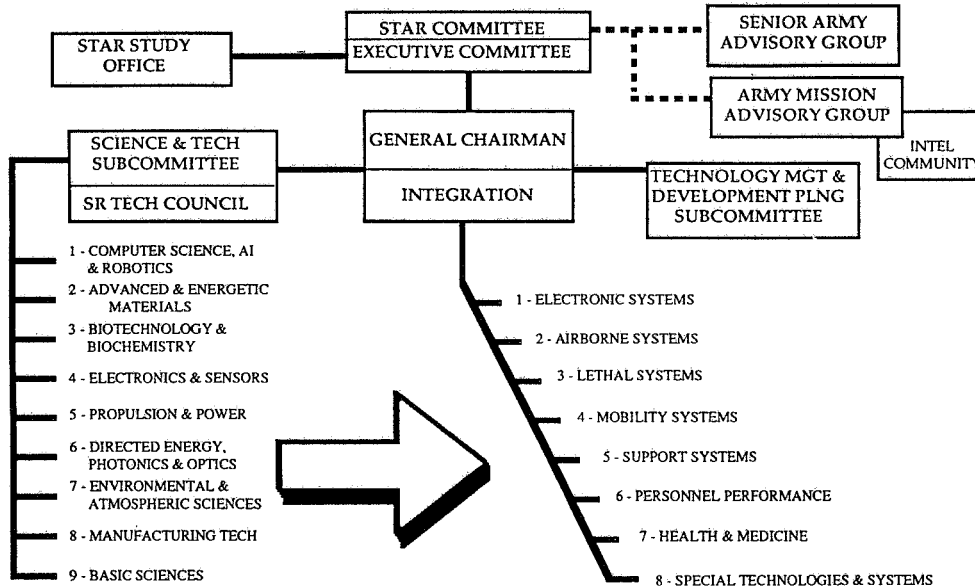 STAR COMMITTEE
EXECUTIVE COMMITTEE
STAR STUDY
OFFICE
SENIOR ARMY
ADVISORY GROUP
ARMY MISSION
ADVISORY GROUP
INTEL
COMMUNITY
GENERAL CHAIRMAN
INTEGRATION
SCIENCE & TECH
SUBCOMMITTEE
SR TECH COUNCIL
TECHNOLOGY MGT &
DEVELOPMENT PLNG
SUBCOMMITTEE
1 - COMPUTER SCIENCE, AI
& ROBOTICS
2 - ADVANCED & ENERGETIC
MATERIALS
3 - BIOTECHNOLOGY &
BIOCHEMISTRY
4 - ELECTRONICS & SENSORS
5 - PROPULSION & POWER
6 - DIRECTED ENERGY,
PHOTONICS & OPTICS
7 - ENVIRONMENTAL &
ATMOSPHERIC SCIENCES
8 - MANUFACTURING TECH
9 - BASIC SCIENCES
1 - ELECTRONIC SYSTEMS
2 - AIRBORNE SYSTEMS
3 - LETHAL SYSTEMS
4 - MOBILITY SYSTEMS
5 - SUPPORT SYSTEMS
6 - PERSONNEL PERFORMANCE
7 - HEALTH & MEDICINE
8 - SPECIAL TECHNOLOGIES & SYSTEMS